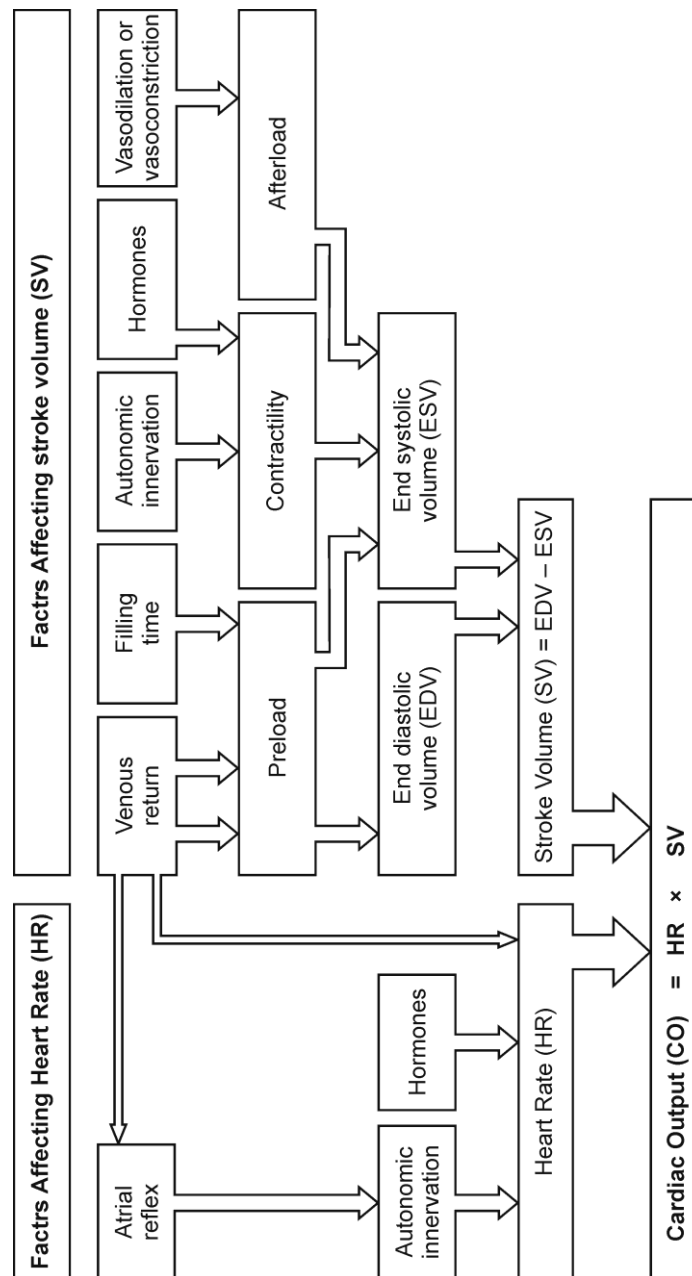 Factrs Affecting Heart Rate (HR)
Factrs Affecting stroke volume (SV)
Atrial
reflex
Venous
return
Filling
time
Autonomic
innervation
Hormones
Vasodilation or
vasoconstriction
Preload
Contractility
Afterload
Autonomic
innervation
Hormones
End diastolic
volume (EDV)
End systolic
volume (ESV)
Heart Rate (HR)
Stroke Volume (SV) = EDV – ESV
Cardiac Output (CO) = HR × SV